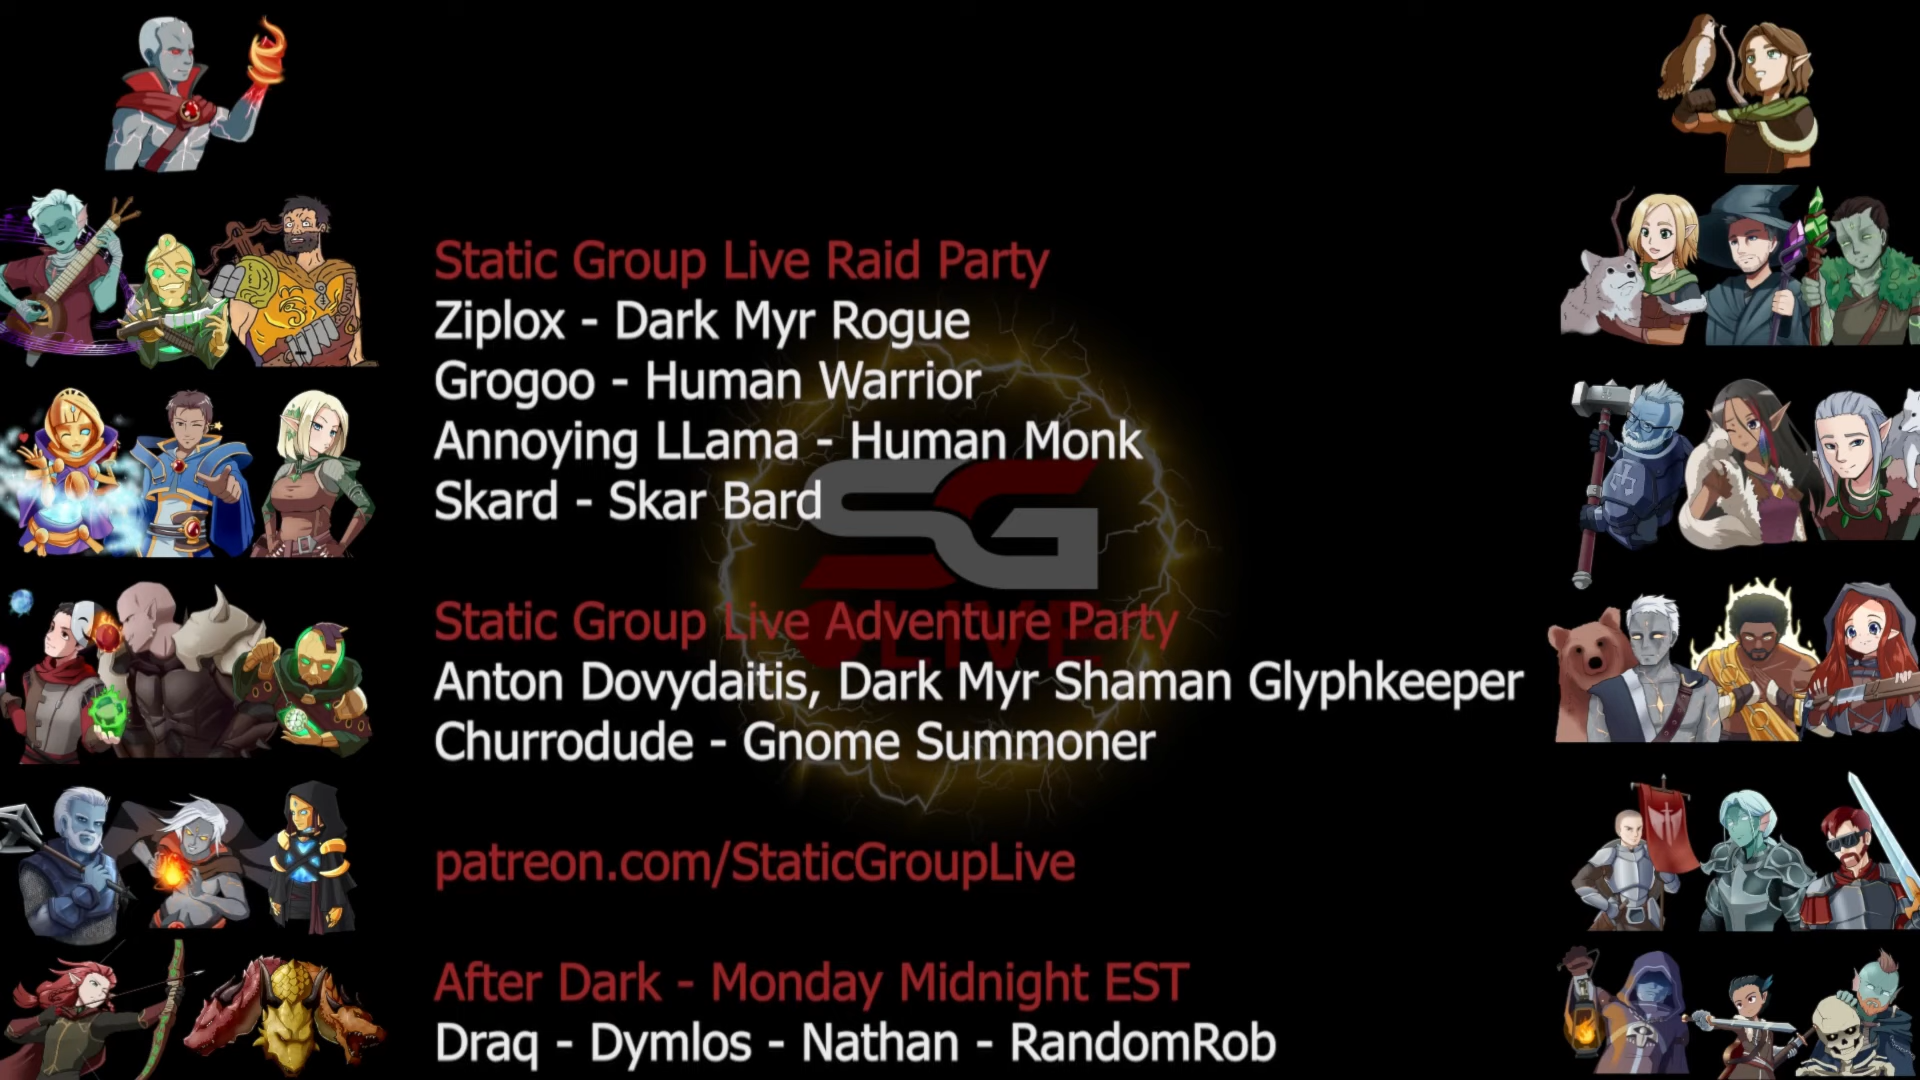 Static Group Live Raid Party
Ziplox - Dark Myr Rogue
Grogoo - Human Warrior
Annoying LLama - Human Monk
Skard - Skar Bard
SG
LIVE
Static Group Live Adventure Party
Anton Dovydaitis, Dark Myr Shaman Glyphkeeper
Churrodude - Gnome Summoner
patreon.com/StaticGroupLive
After Dark - Monday Midnight EST
Draq - Dymlos - Nathan - RandomRob